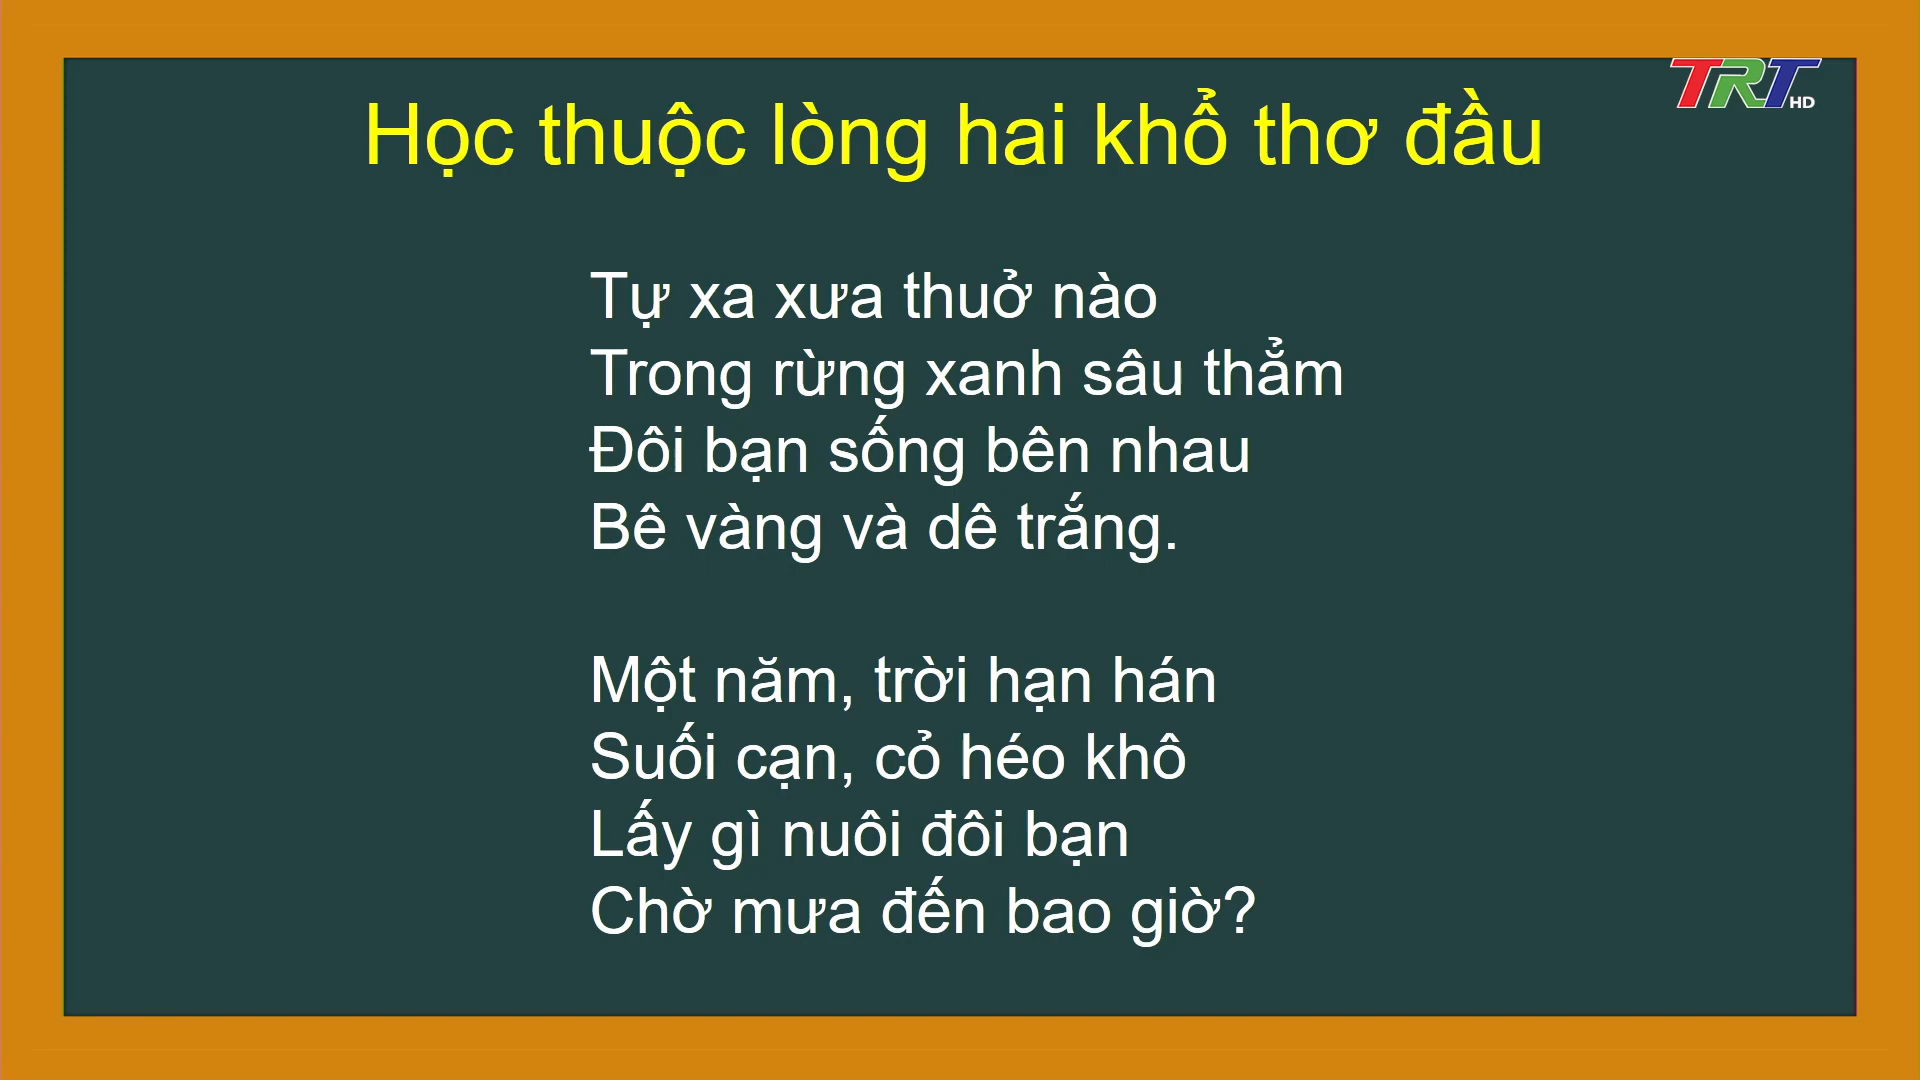 TRT HD
Học thuộc lòng hai khổ thơ đầu
Tự xa xưa thuở nào
Trong rừng xanh sâu thẳm
Đôi bạn sống bên nhau
Bê vàng và dê trắng.
Một năm, trời hạn hán
Suối cạn, cỏ héo khô
Lấy gì nuôi đôi bạn
Chờ mưa đến bao giờ?